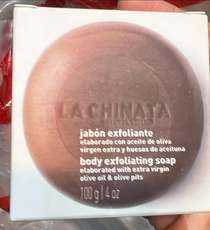 LA CHINATA
jabón exfoliante
elaborado con aceite de oliva
virgen extra y huesos de aceituna
body exfoliating soap
elaborated with extra virgin
olive oil & olive pits
100 g | 4 oz